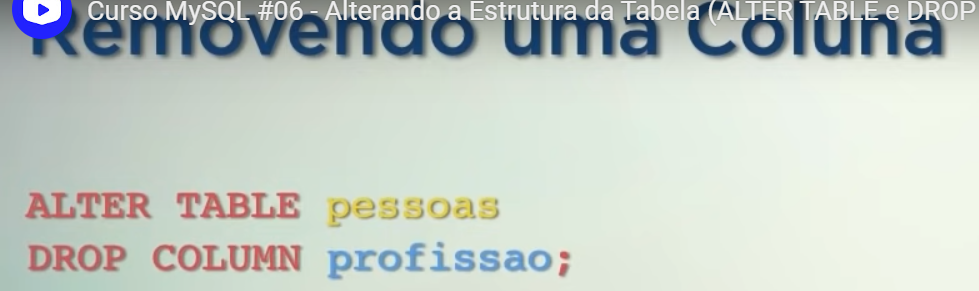 Curso MySQL #06 - Alterando a Estrutura da Tabela (ALTER TABLE e DROP
Removendo uma Coluna
ALTER TABLE pessoas
DROP COLUMN profissao;